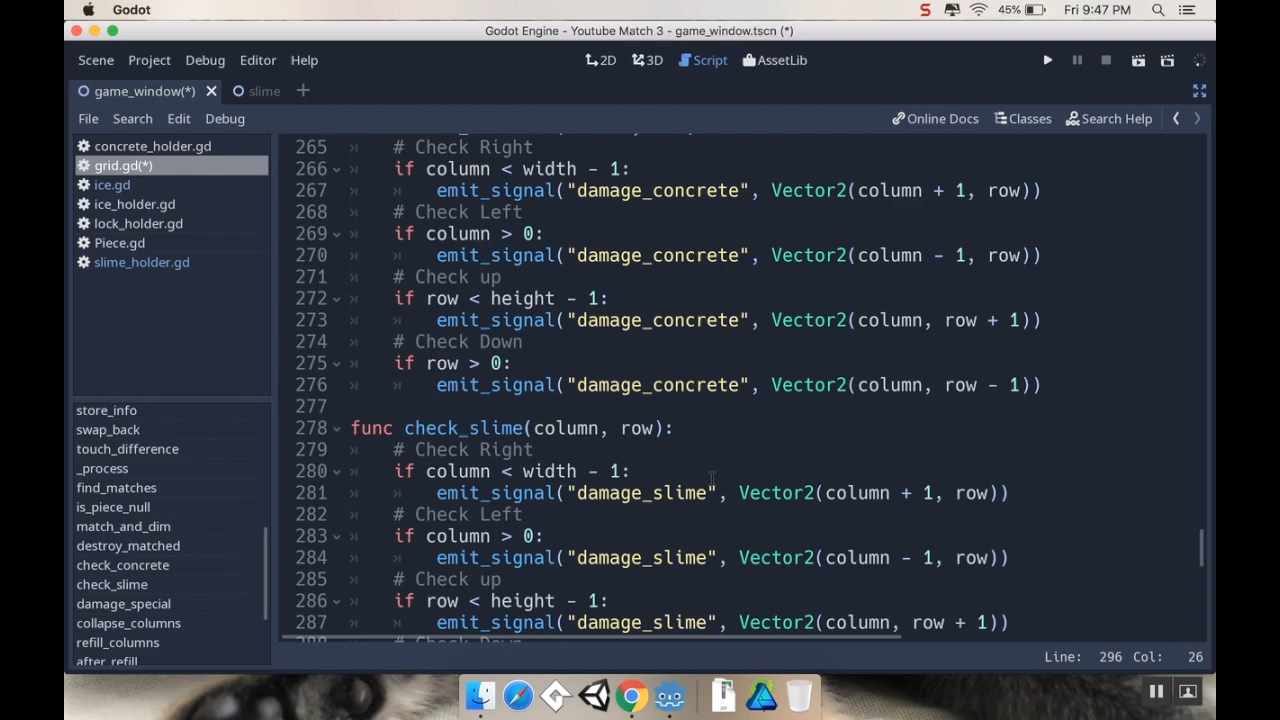 Godot
45%
Fri 9:47 PM
Godot Engine - Youtube Match 3 - game_window.tscn (*)
Scene Project Debug Editor Help
2D 3D Script AssetLib
game_window(*) slime
File Search Edit Debug
Online Docs Classes Search Help
concrete_holder.gd
grid.gd(*)
ice.gd
ice_holder.gd
lock_holder.gd
Piece.gd
slime_holder.gd
store_info
swap_back
touch_difference
_process
find_matches
is_piece_null
match_and_dim
destroy_matched
check_concrete
check_slime
damage_special
collapse_columns
refill_columns
after_refill
265 # Check Right
266 if column < width - 1:
267 emit_signal("damage_concrete", Vector2(column + 1, row))
268 # Check Left
269 if column > 0:
270 emit_signal("damage_concrete", Vector2(column - 1, row))
271 # Check up
272 if row < height - 1:
273 emit_signal("damage_concrete", Vector2(column, row + 1))
274 # Check Down
275 if row > 0:
276 emit_signal("damage_concrete", Vector2(column, row - 1))
277
278 func check_slime(column, row):
279 # Check Right
280 if column < width - 1:
281 emit_signal("damage_slime", Vector2(column + 1, row))
282 # Check Left
283 if column > 0:
284 emit_signal("damage_slime", Vector2(column - 1, row))
285 # Check up
286 if row < height - 1:
287 emit_signal("damage_slime", Vector2(column, row + 1))
288 # Check Down
Line: 296 Col: 26